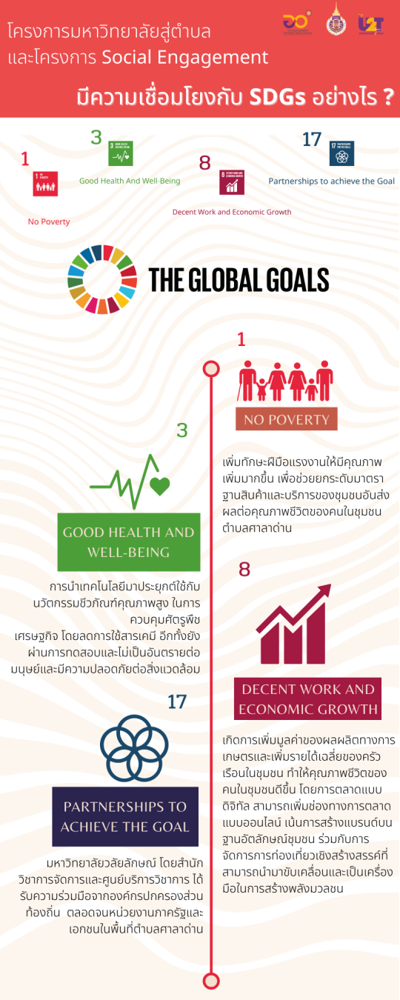 โครงการมหาวิทยาลัยสู่ตำบล
และโครงการ Social Engagement
มีความเชื่อมโยงกับ SDGs อย่างไร ?
1
No Poverty
3
Good Health And Well-Being
8
Decent Work and Economic Growth
17
Partnerships to achieve the Goal
THE GLOBAL GOALS
1
NO POVERTY
เพิ่มทักษะฝีมือแรงงานให้มีคุณภาพ
เพิ่มมากขึ้น เพื่อช่วยยกระดับมาตรา
ฐานสินค้าและบริการของชุมชนอันส่ง
ผลต่อคุณภาพชีวิตของคนในชุมชน
ตำบลศาลาด่าน
3
GOOD HEALTH AND
WELL-BEING
การนำเทคโนโลยีมาประยุกต์ใช้กับ
นวัตกรรมชีวภัณฑ์คุณภาพสูง ในการ
ควบคุมศัตรูพืช
เศรษฐกิจ โดยลดการใช้สารเคมี อีกทั้งยัง
ผ่านการทดสอบและไม่เป็นอันตรายต่อ
มนุษย์และมีความปลอดภัยต่อสิ่งแวดล้อม
8
DECENT WORK AND
ECONOMIC GROWTH
เกิดการเพิ่มมูลค่าของผลผลิตทางการ
เกษตรและเพิ่มรายได้เฉลี่ยของครัว
เรือนในชุมชน ทำให้คุณภาพชีวิตของ
คนในชุมชนดีขึ้น โดยการตลาดแบบ
ดิจิทัล สามารถเพิ่มช่องทางการตลาด
แบบออนไลน์ เน้นการสร้างแบรนด์บน
ฐานอัตลักษณ์ชุมชน ร่วมกับการ
จัดการการท่องเที่ยวเชิงสร้างสรรค์ที่
สามารถนำมาขับเคลื่อนและเป็นเครื่อง
มือในการสร้างพลังมวลชน
17
PARTNERSHIPS TO
ACHIEVE THE GOAL
มหาวิทยาลัยวลัยลักษณ์ โดยสำนัก
วิชาการจัดการและศูนย์บริการวิชาการ ได้
รับความร่วมมือจากองค์กรปกครองส่วน
ท้องถิ่น ตลอดจนหน่วยงานภาครัฐและ
เอกชนในพื้นที่ตำบลศาลาด่าน